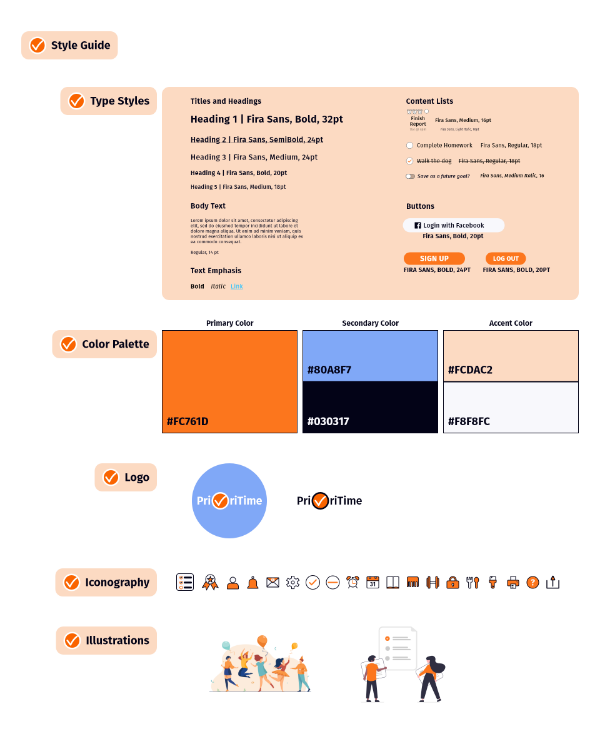 Style Guide
Type Styles
Titles and Headings
Heading 1 | Fira Sans, Bold, 32pt
Heading 2 | Fira Sans, SemiBold, 24pt
Heading 3 | Fira Sans, Medium, 24pt
Heading 4 | Fira Sans, Bold, 20pt
Heading 5 | Fira Sans, Medium, 18pt
Body Text
Lorem ipsum dolor sit amet, consectetur adipiscing
elit, sed do eiusmod tempor incididunt ut labore et
dolore magna aliqua. Ut enim ad minim veniam, quis
nostrud exercitation ullamco laboris nisi ut aliquip ex
ea commodo consequat.
Regular, 14 pt
Text Emphasis
Bold Italic Link
Content Lists
Finish
Report
Fira Sans, Medium, 16pt
Complete Homework Fira Sans, Regular, 18pt
Walk the dog Fira Sans, Regular, 18pt
Save as a future goal? Fira Sans, Medium Italic, 16
Buttons
Login with Facebook
Fira Sans, Bold, 20pt
SIGN UP
LOG OUT
FIRA SANS, BOLD, 24PT
FIRA SANS, BOLD, 20PT
Color Palette
Primary Color
Secondary Color
Accent Color
#FC761D
#80A8F7
#030317
#FCDAC2
#F8F8FC
Logo
PriOriTime
PriOriTime
Iconography
31
Illustrations